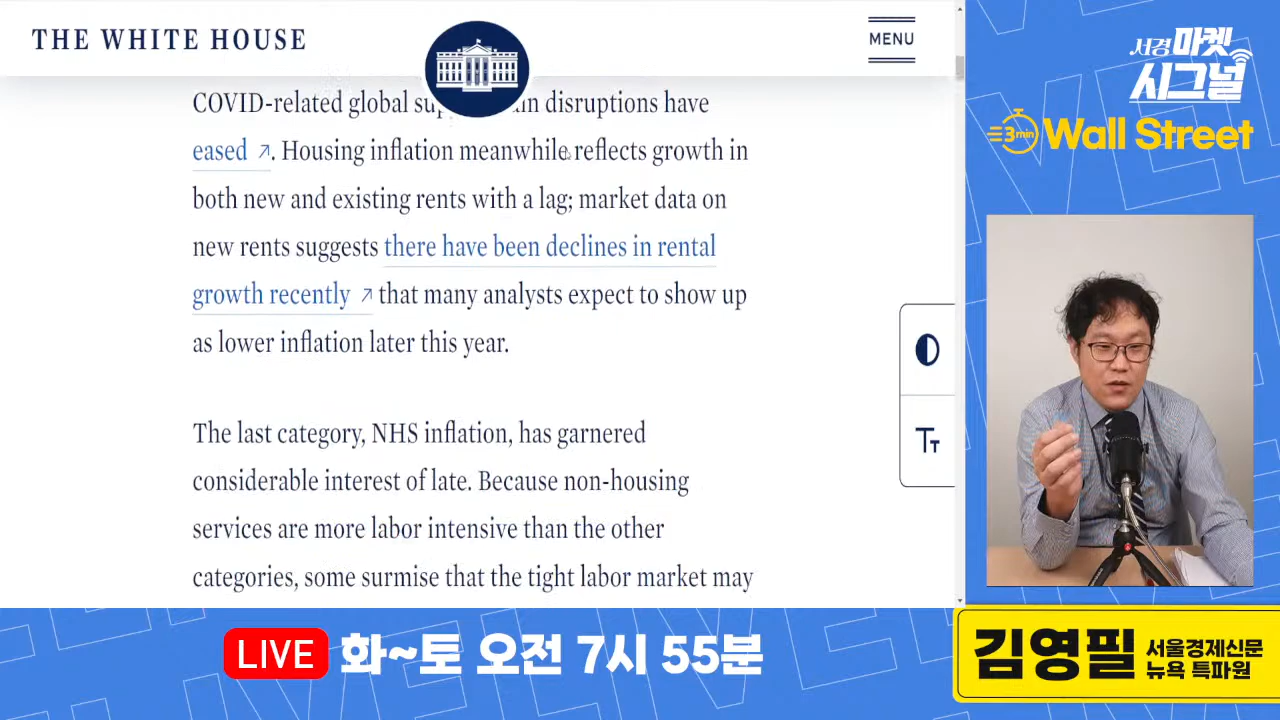 THE WHITE HOUSE
MENU
COVID-related global disruptions have
eased ↗. Housing inflation meanwhile reflects growth in
both new and existing rents with a lag; market data on
new rents suggests there have been declines in rental
growth recently ↗ that many analysts expect to show up
as lower inflation later this year.
The last category, NHS inflation, has garnered
considerable interest of late. Because non-housing
services are more labor intensive than the other
categories, some surmise that the tight labor market may
서경 마켓
시그널
3min Wall Street
LIVE 화~토 오전 7시 55분
김영필 서울경제신문
뉴욕 특파원